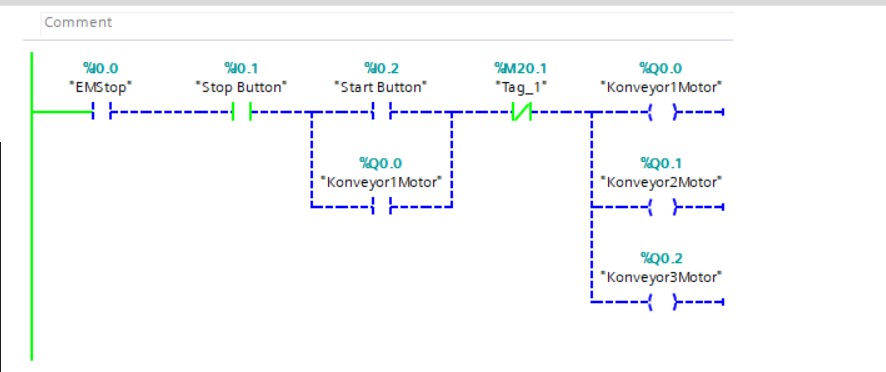 Comment
%I0.0 %I0.1 %I0.2 %M20.1 %Q0.0
"EMStop" "Stop Button" "Start Button" "Tag_1" "Konveyor1Motor"
%Q0.0 %Q0.1
"Konveyor1Motor" "Konveyor2Motor"
%Q0.2
"Konveyor3Motor"